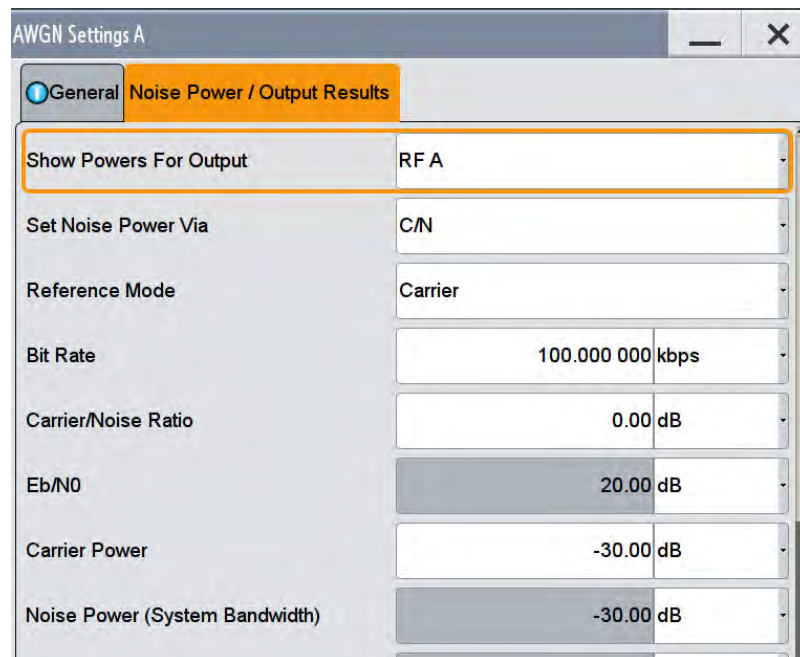 AWGN Settings A
General Noise Power / Output Results
Show Powers For Output RF A
Set Noise Power Via C/N
Reference Mode Carrier
Bit Rate 100.000 000 kbps
Carrier/Noise Ratio 0.00 dB
Eb/N0 20.00 dB
Carrier Power -30.00 dB
Noise Power (System Bandwidth) -30.00 dB